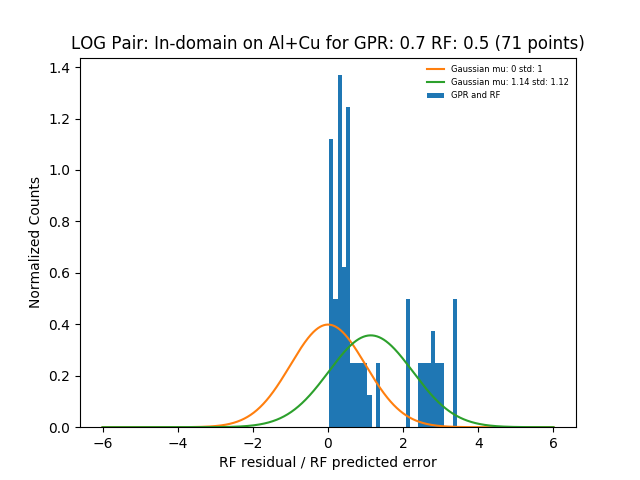 LOG Pair: In-domain on Al+Cu for GPR: 0.7 RF: 0.5 (71 points)
Gaussian mu: 0 std: 1
Gaussian mu: 1.14 std: 1.12
GPR and RF
Normalized Counts
1.4
1.2
1.0
0.8
0.6
0.4
0.2
0.0
−6
−4
−2
0
2
4
6
RF residual / RF predicted error